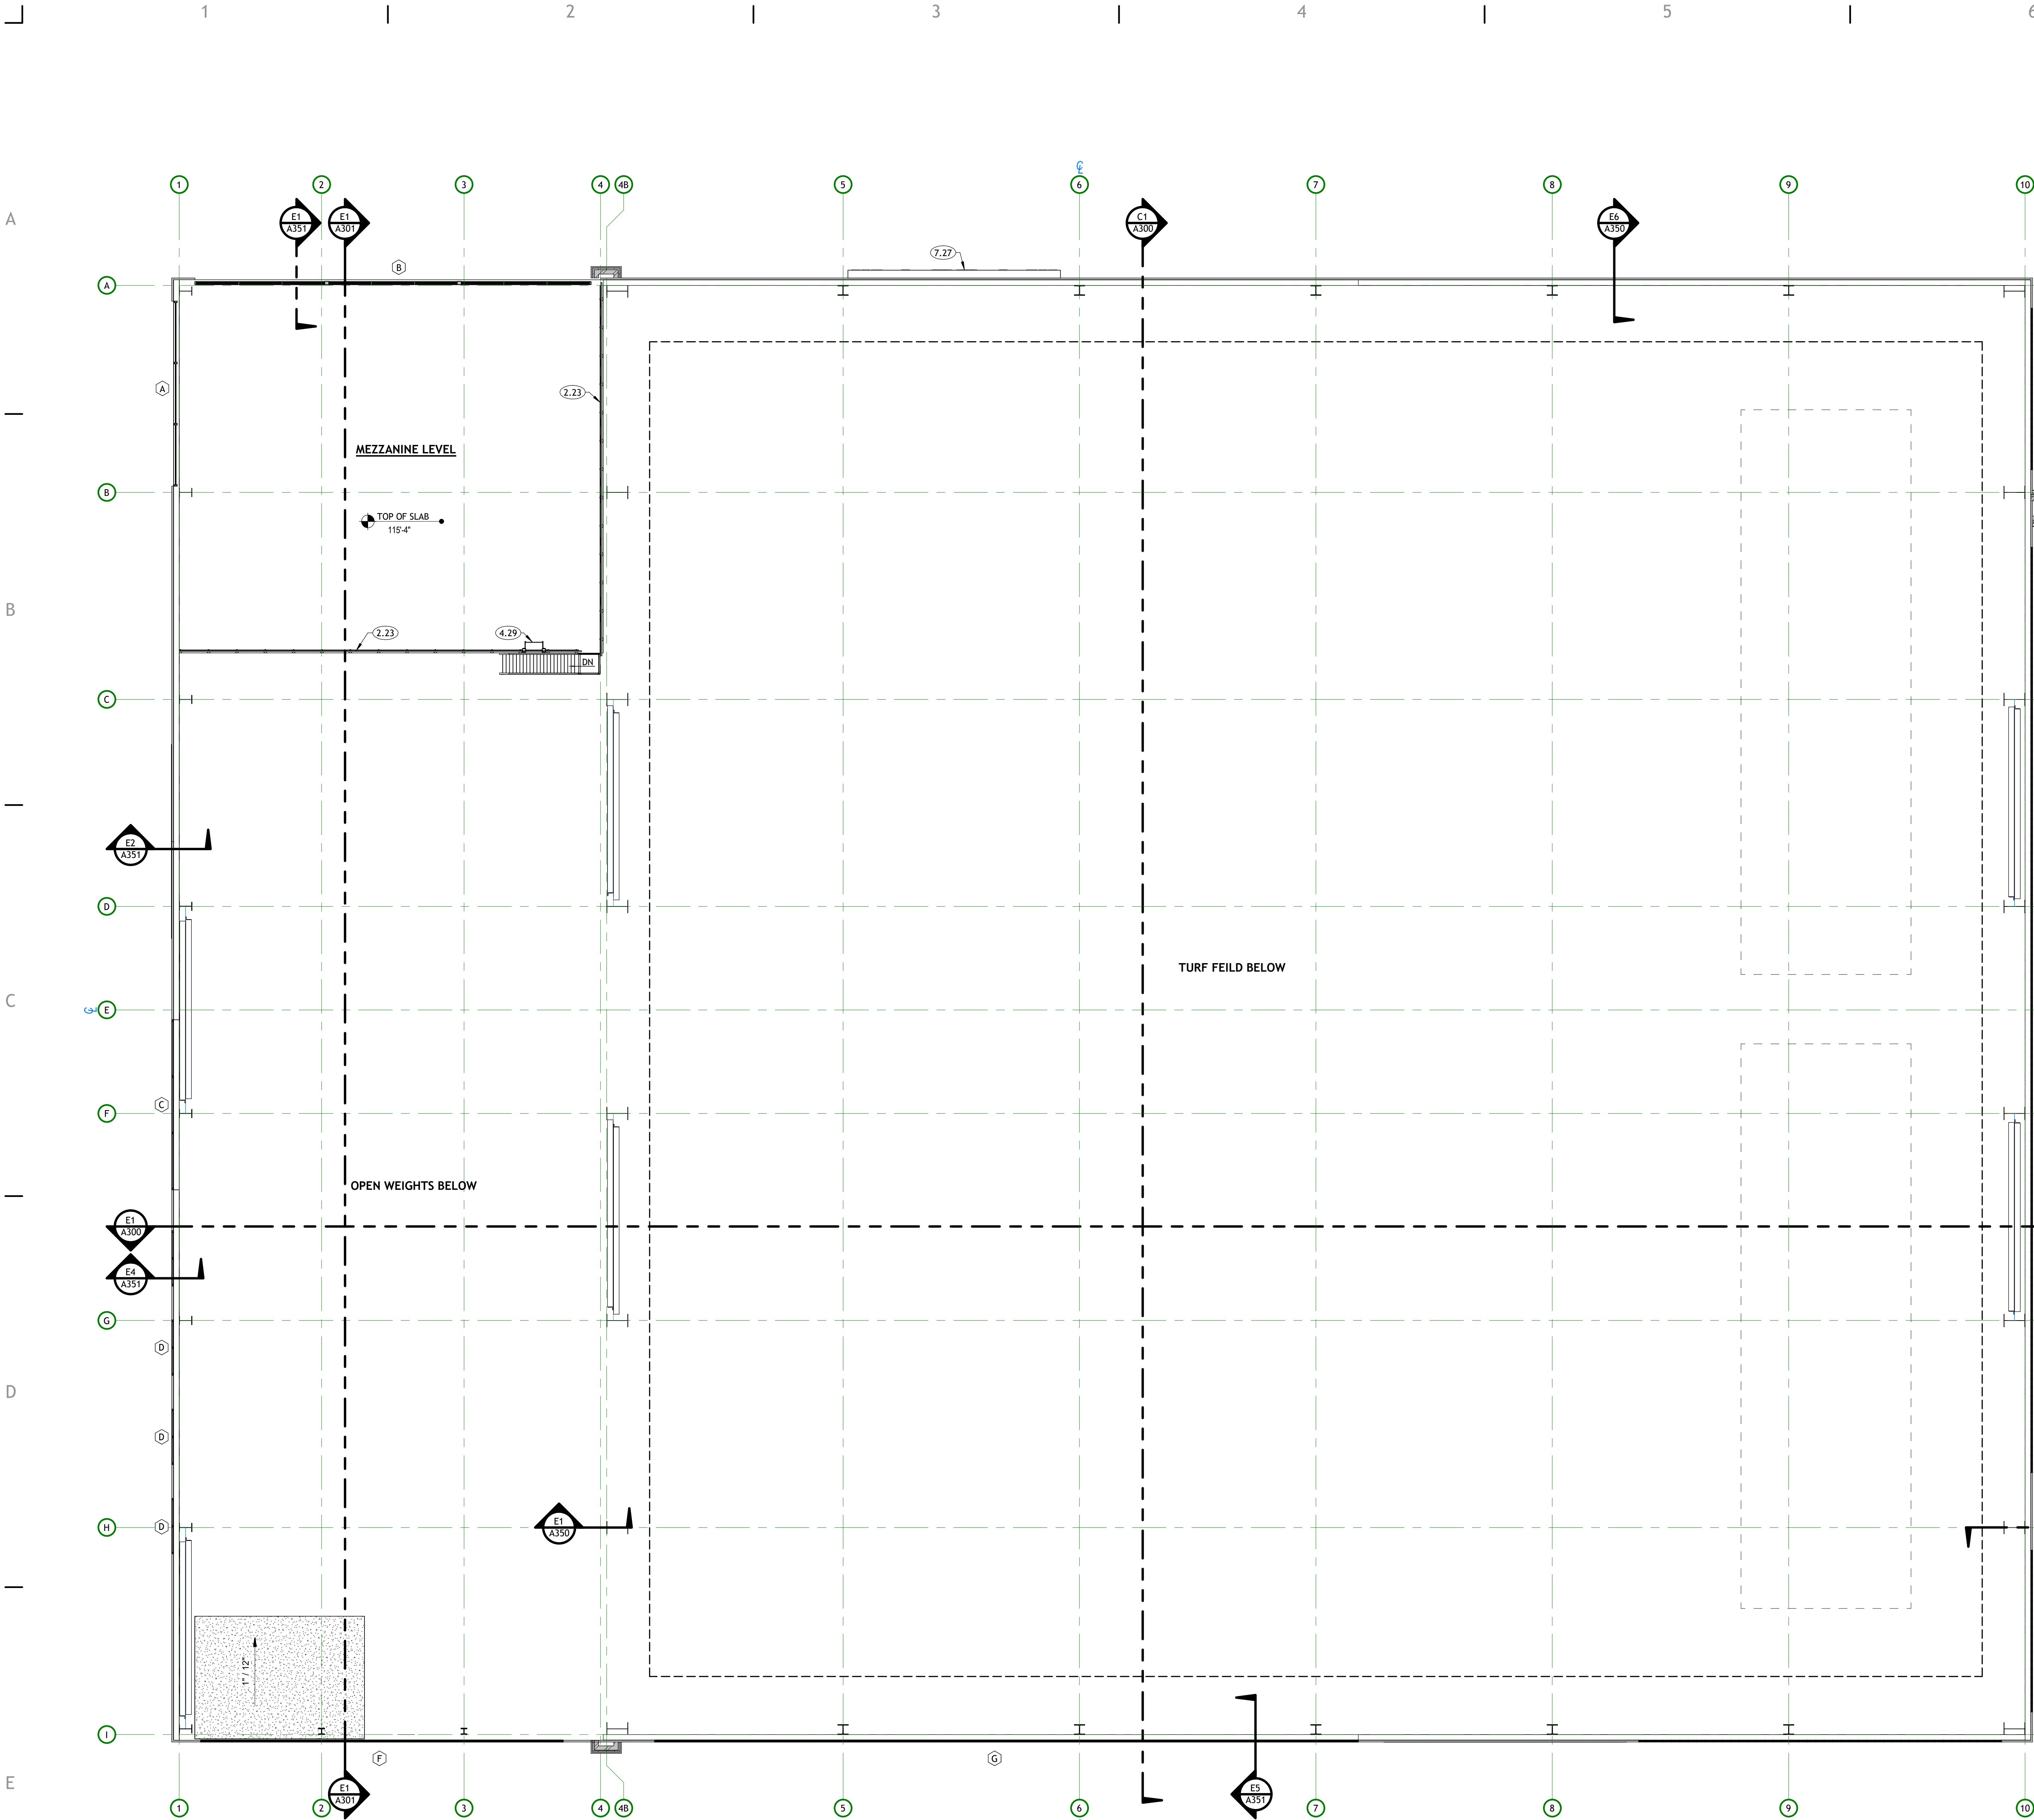 1 2 3 4 5 6
℄
1 2 3 4 4B 5 6 7 8 9 10
A
E1 E1 C1 E6
A351 A301 A300 A350
7.27
B
A
A
2.23
MEZZANINE LEVEL
B
TOP OF SLAB
115'-4"
B
2.23 4.29
DN
C
E2
A351
D
TURF FEILD BELOW
C
℄ E
C
F
OPEN WEIGHTS BELOW
E1
A300
E4
A351
G
D
D
D
H D
E1
A350
1" / 12"
I
F G
E
E1 E5
A301 A351
1 2 3 4 4B 5 6 7 8 9 10